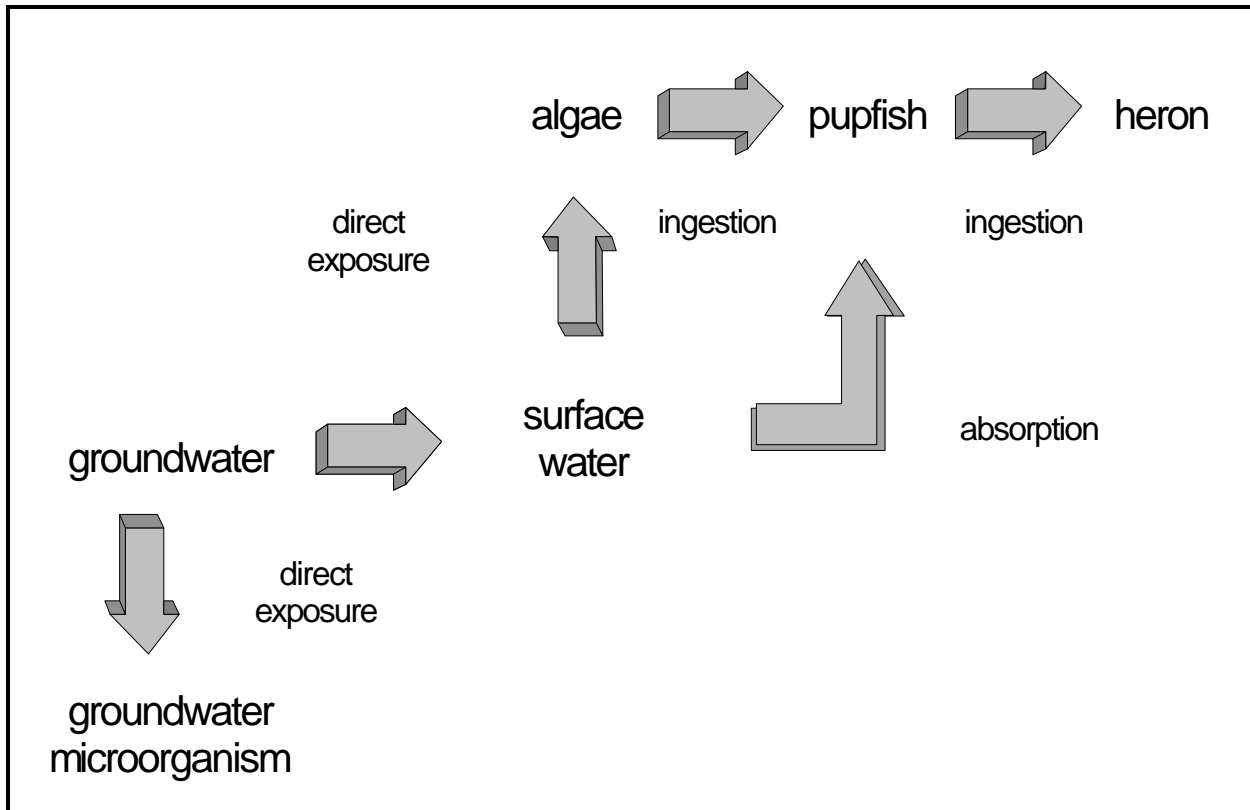 algae
pupfish
heron
direct
exposure
ingestion
ingestion
surface
water
absorption
groundwater
direct
exposure
groundwater
microorganism